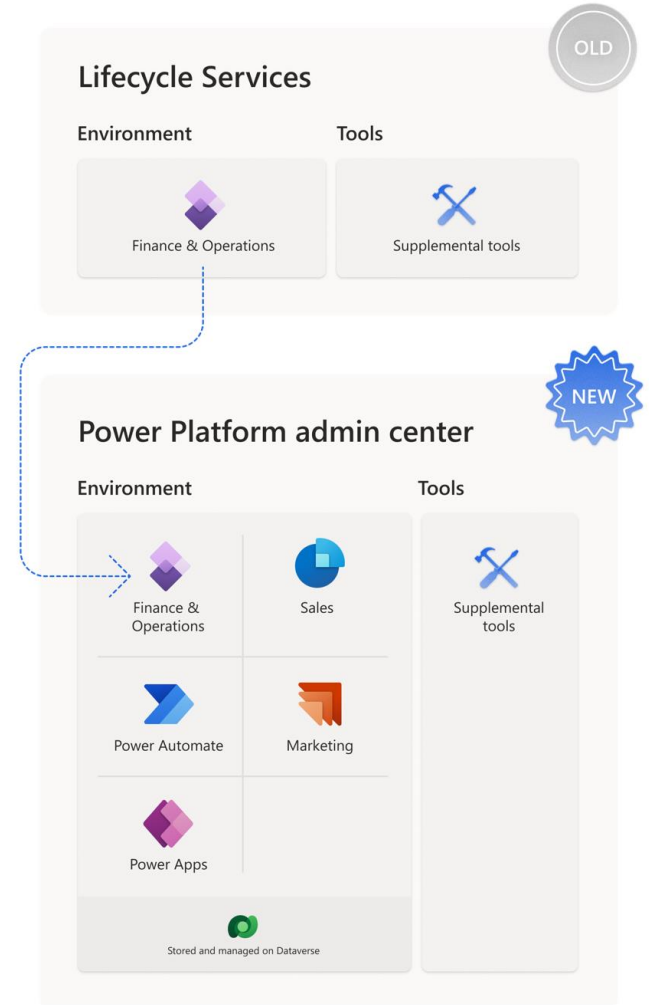 OLD
Lifecycle Services
Environment
Tools
Finance & Operations
Supplemental tools
NEW
Power Platform admin center
Environment
Tools
Finance &
Operations
Sales
Supplemental
tools
Power Automate
Marketing
Power Apps
Stored and managed on Dataverse